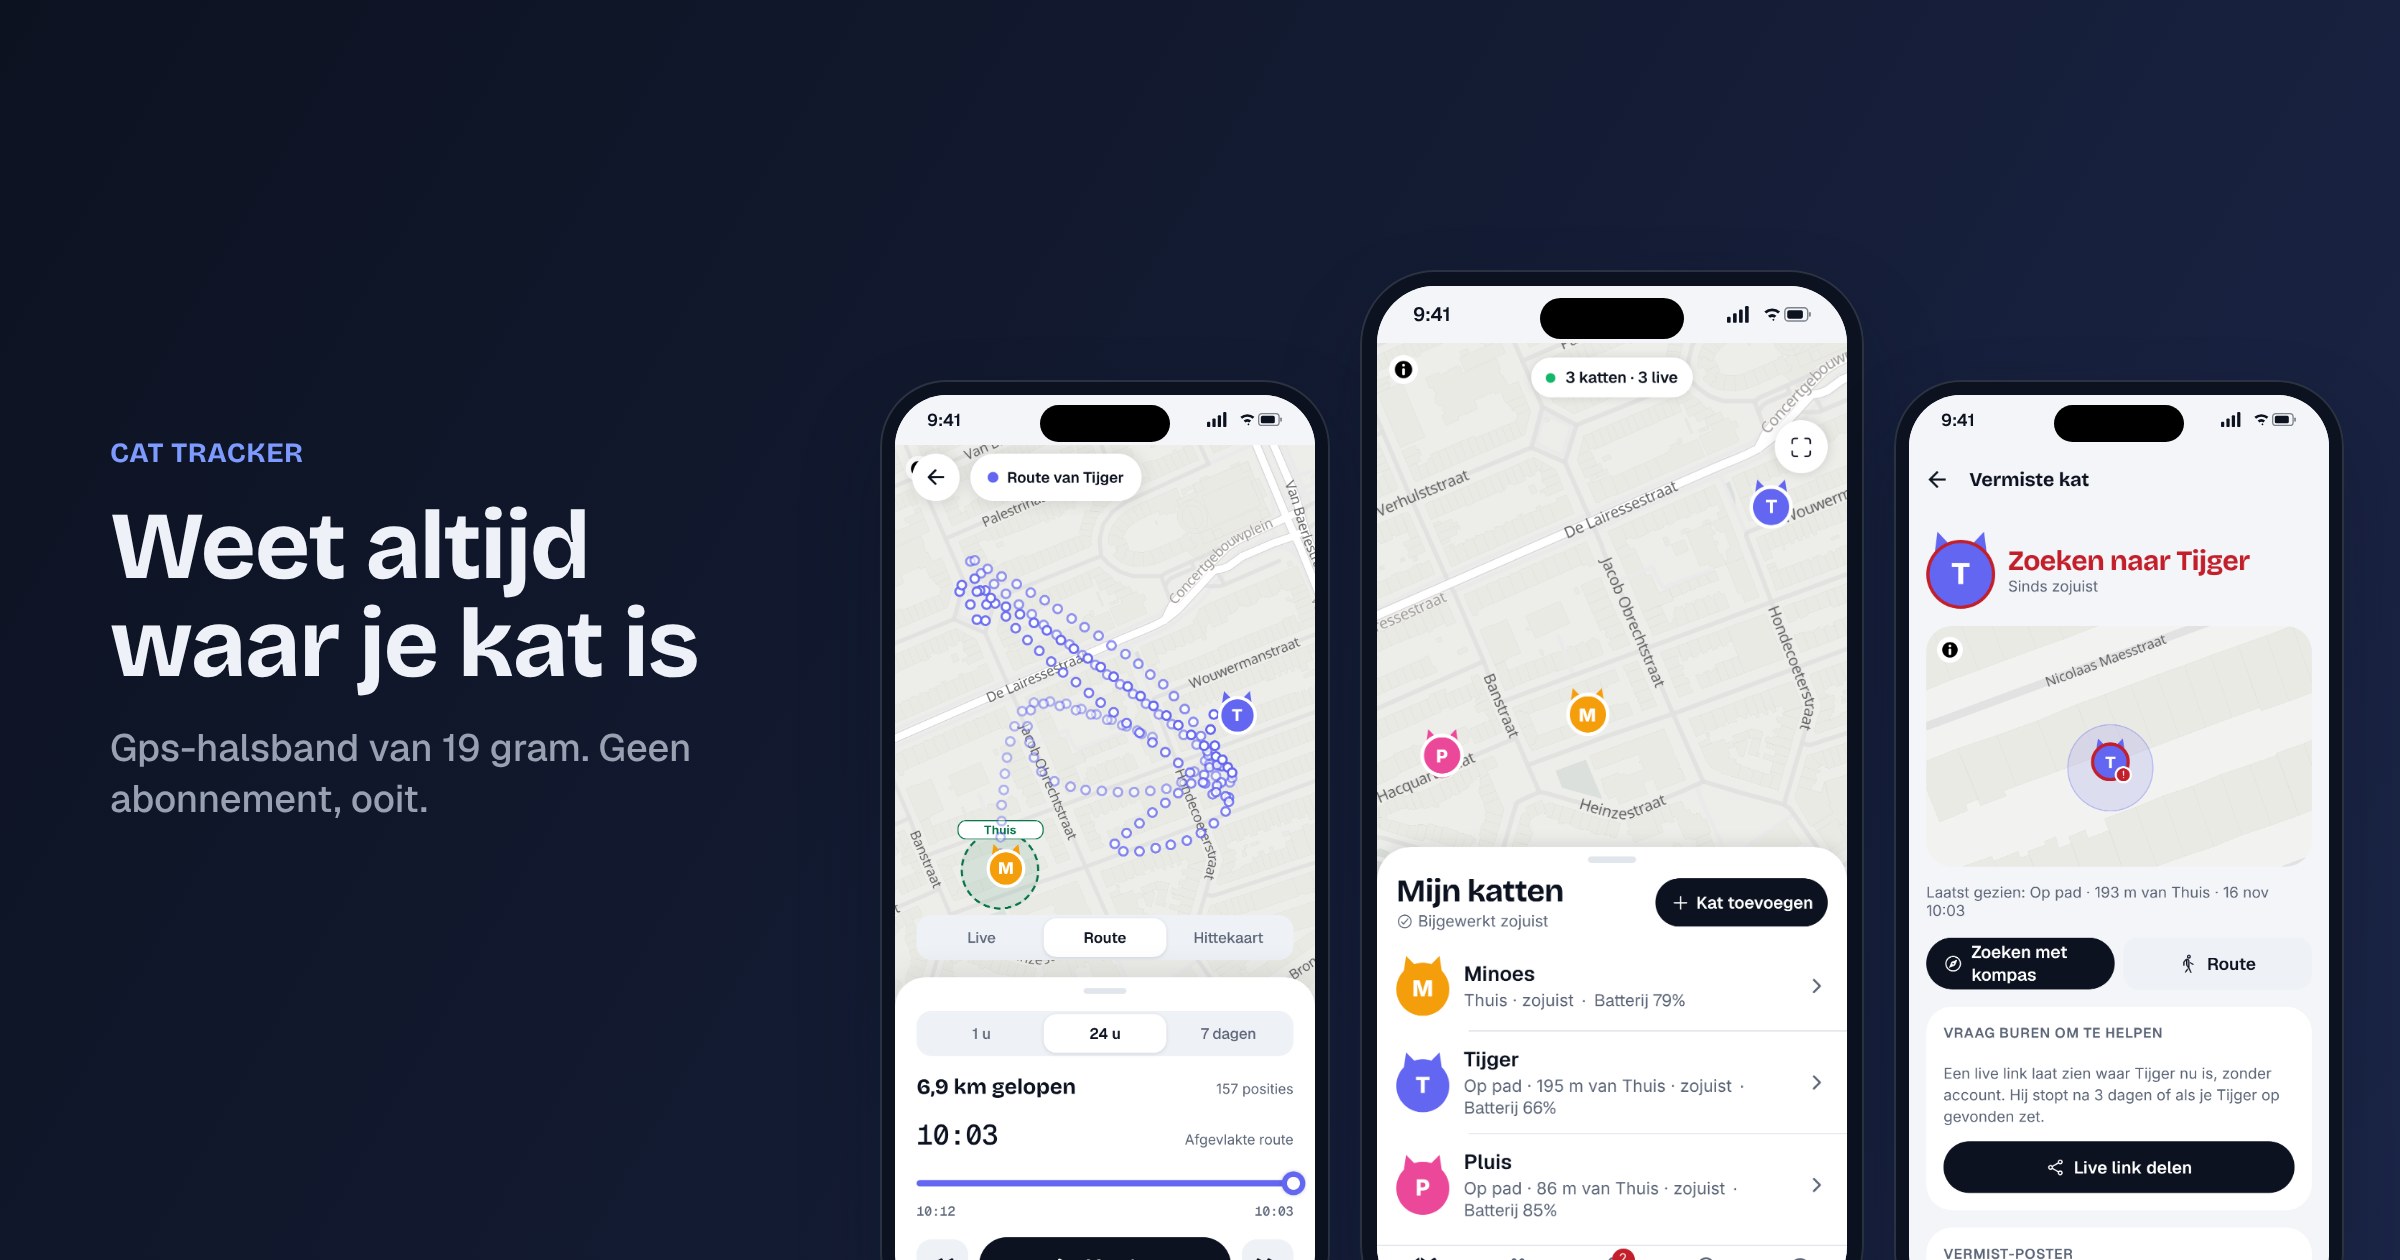 CAT TRACKER
Weet altijd
waar je kat is
Gps-halsband van 19 gram. Geen
abonnement, ooit.
9:41
Route van Tijger
Van B
Palestrina
Van Baerlestr
Concertgebouwplein
De Lairessestraa
Wouwermanstraat
T
Jacob Obrechtstraat
Hondecoeterstraat
Banstraat
Thuis
M
Live
Route
Hittekaart
Bron
1 u
24 u
7 dagen
6,9 km gelopen
157 posities
10:03
Afgevlakte route
10:12
10:03
9:41
3 katten · 3 live
Concertgebouw
Verhulststraat
De Lairessestraat
T
Wouwerm
essestraat
Jacob Obrechtstraat
Hondecoeterstraat
Banstraat
M
P
Hacquar
at
Heinzestraat
Mijn katten
Bijgewerkt zojuist
+ Kat toevoegen
M
Minoes
Thuis · zojuist · Batterij 79%
T
Tijger
Op pad · 195 m van Thuis · zojuist ·
Batterij 66%
P
Pluis
Op pad · 86 m van Thuis · zojuist ·
Batterij 85%
2
9:41
Vermiste kat
T
Zoeken naar Tijger
Sinds zojuist
Nicolaas Maesstraat
T
Laatst gezien: Op pad · 193 m van Thuis · 16 nov
10:03
Zoeken met
kompas
Route
VRAAG BUREN OM TE HELPEN
Een live link laat zien waar Tijger nu is, zonder
account. Hij stopt na 3 dagen of als je Tijger op
gevonden zet.
Live link delen
VERMIST-POSTER